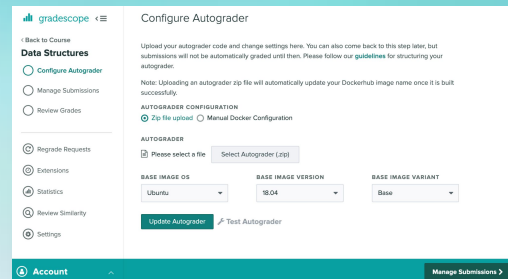 gradescope
< Back to Course
Data Structures
Configure Autograder
Manage Submissions
Review Grades
Regrade Requests
Extensions
Statistics
Review Similarity
Settings
Account
Configure Autograder
Upload your autograder code and change settings here. You can also come back to this step later, but
submissions will not be automatically graded until then. Please follow our guidelines for structuring your
autograder.
Note: Uploading an autograder zip file will automatically update your Dockerhub image name once it is built
successfully.
AUTOGRADER CONFIGURATION
Zip file upload Manual Docker Configuration
AUTOGRADER
Please select a file Select Autograder (.zip)
BASE IMAGE OS BASE IMAGE VERSION BASE IMAGE VARIANT
Ubuntu 18.04 Base
Update Autograder Test Autograder
Manage Submissions >